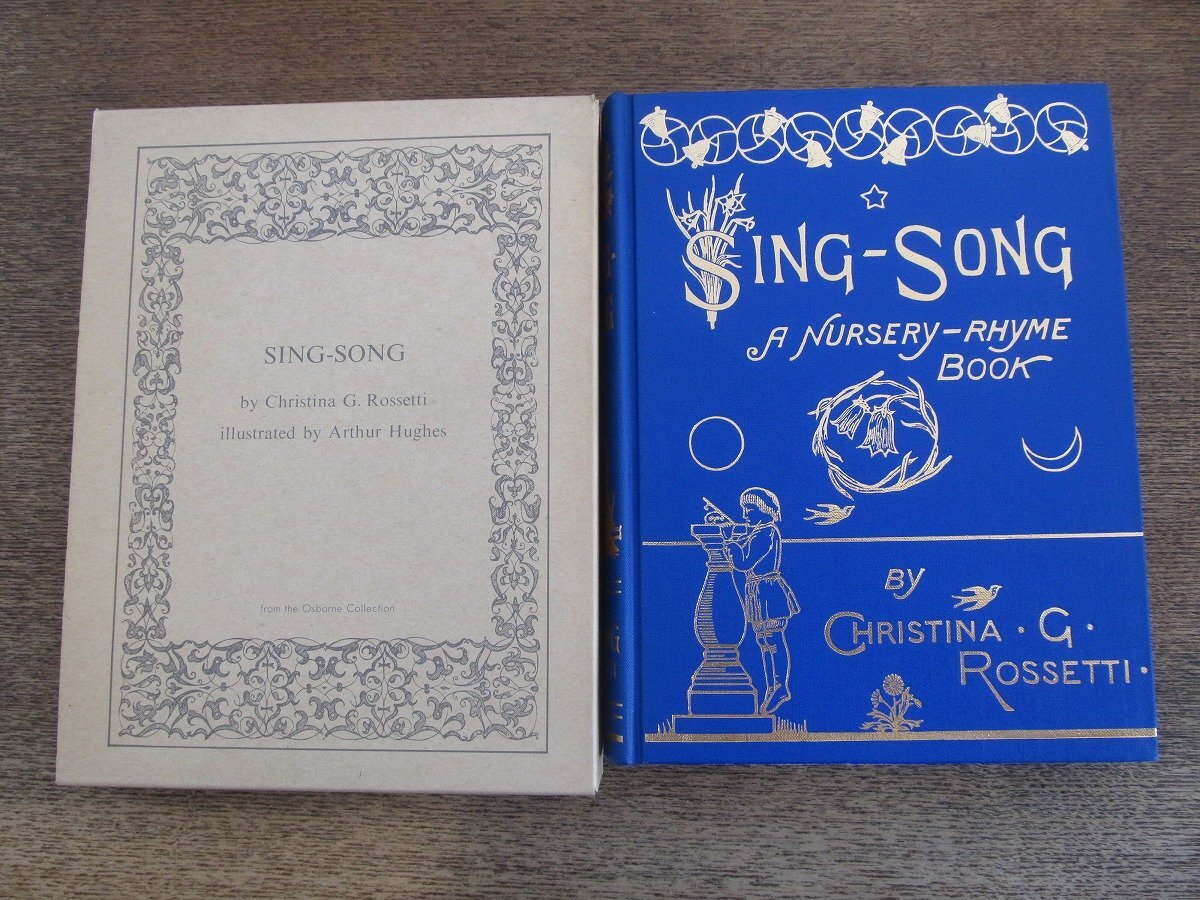 SING-SONG
by Christina G. Rossetti
illustrated by Arthur Hughes
from the Osborne Collection
SING-SONG
A NURSERY-RHYME
BOOK
BY
CHRISTINA · G ·
ROSSETTI ·